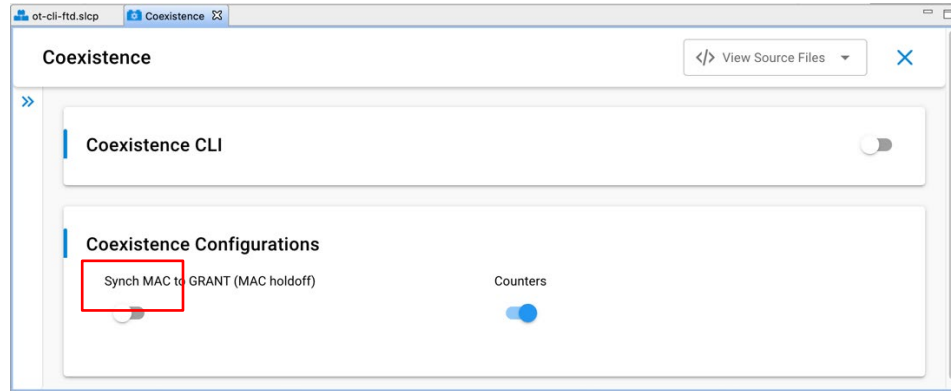 ot-cli-ftd.slcp
Coexistence
Coexistence
</> View Source Files
Coexistence CLI
Coexistence Configurations
Synch MAC to GRANT (MAC holdoff)
Counters